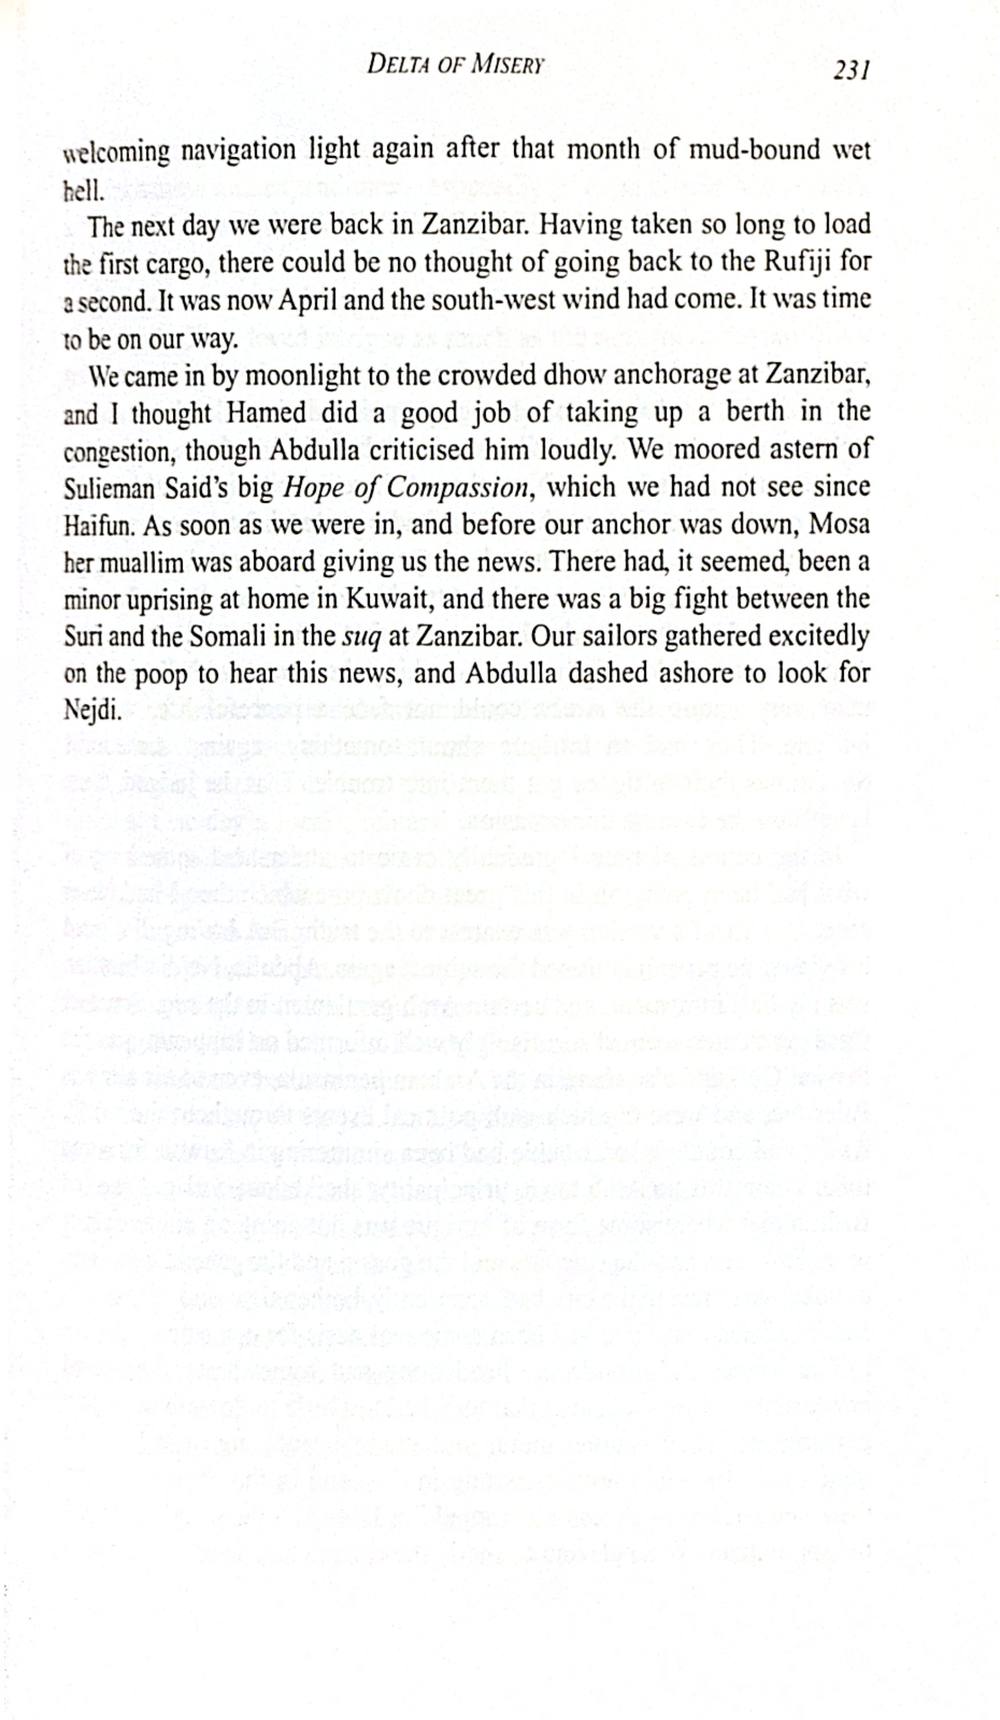 DELTA OF MISERY 231
welcoming navigation light again after that month of mud-bound wet
hell.
The next day we were back in Zanzibar. Having taken so long to load
the first cargo, there could be no thought of going back to the Rufiji for
a second. It was now April and the south-west wind had come. It was time
to be on our way.
We came in by moonlight to the crowded dhow anchorage at Zanzibar,
and I thought Hamed did a good job of taking up a berth in the
congestion, though Abdulla criticised him loudly. We moored astern of
Sulieman Said's big Hope of Compassion, which we had not see since
Haifun. As soon as we were in, and before our anchor was down, Mosa
her muallim was aboard giving us the news. There had, it seemed, been a
minor uprising at home in Kuwait, and there was a big fight between the
Suri and the Somali in the suq at Zanzibar. Our sailors gathered excitedly
on the poop to hear this news, and Abdulla dashed ashore to look for
Nejdi.